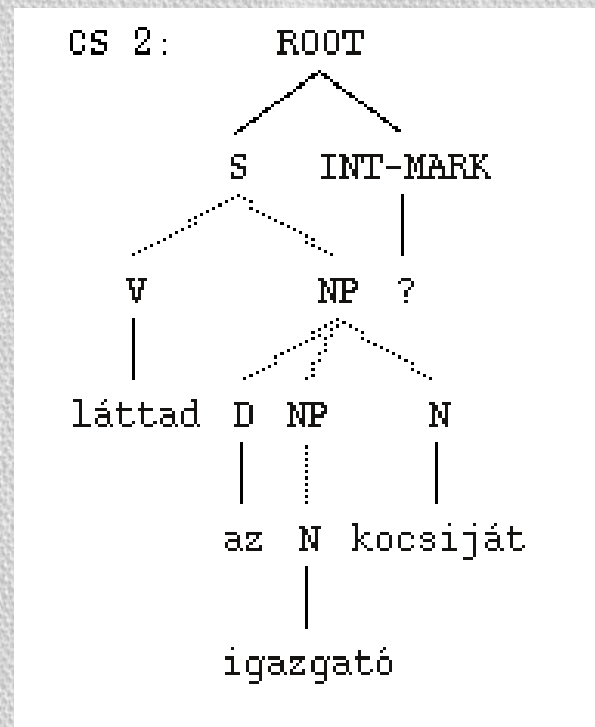 CS 2: ROOT
S INT-MARK
V NP ?
láttad D NP N
az N kocsiját
igazgató